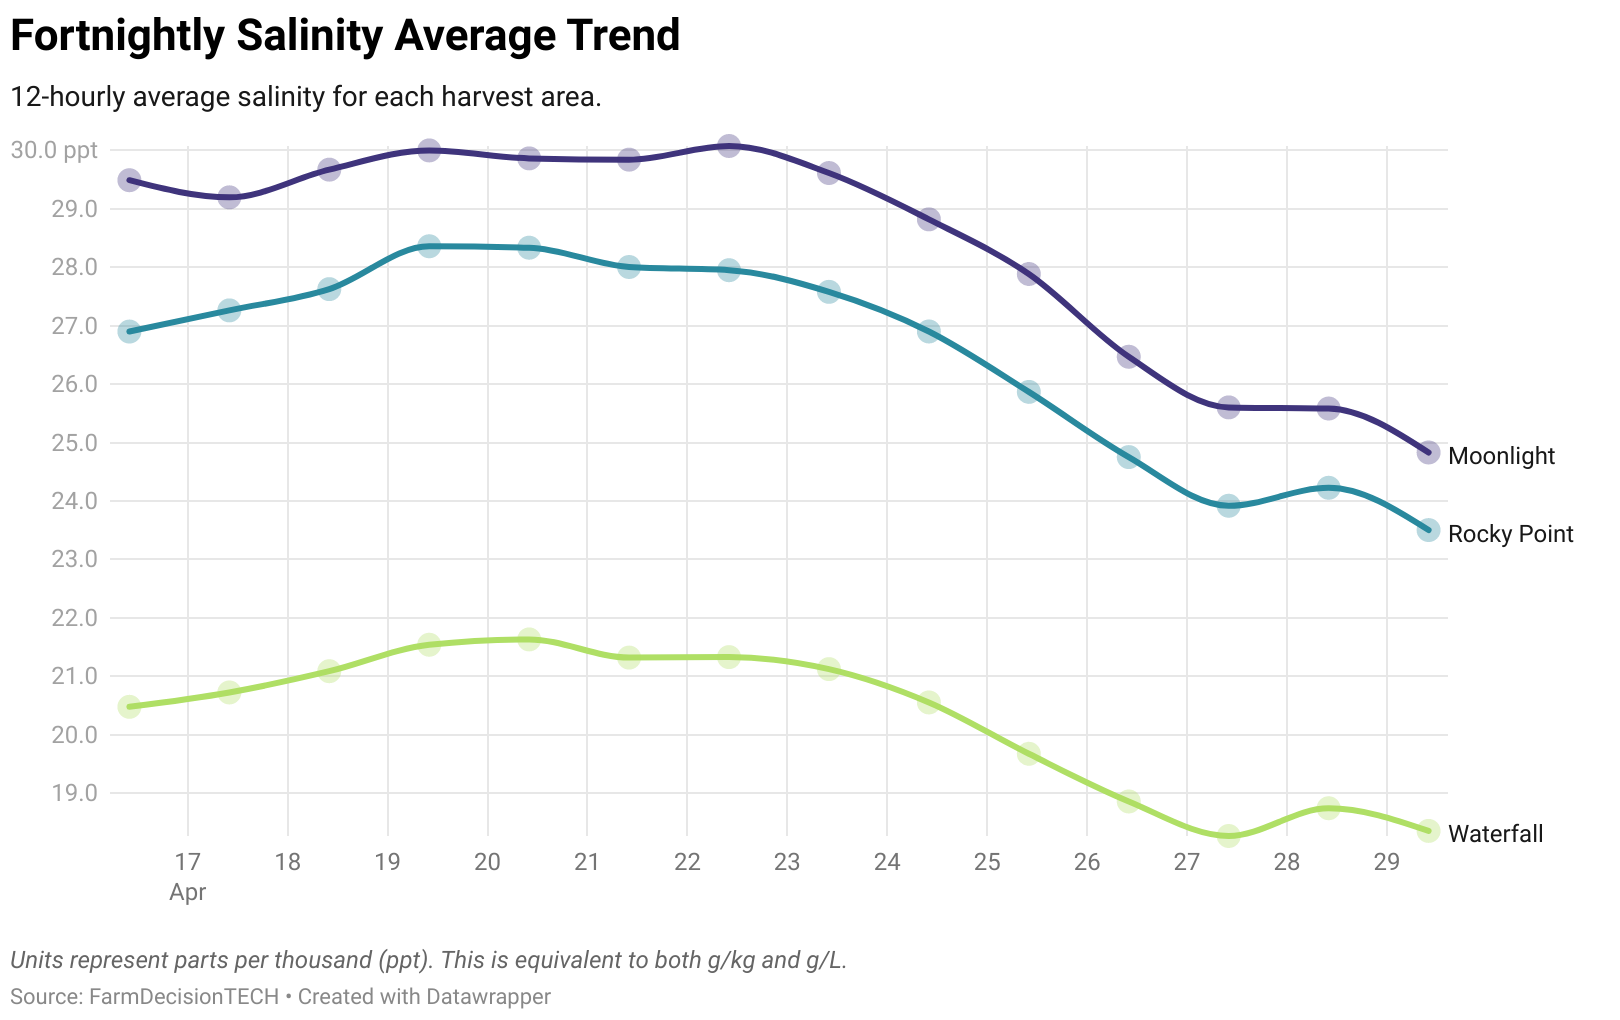 Fortnightly Salinity Average Trend
12-hourly average salinity for each harvest area.
30.0 ppt
29.0
28.0
27.0
26.0
25.0
24.0
23.0
22.0
21.0
20.0
19.0
Moonlight
Rocky Point
Waterfall
17 18 19 20 21 22 23 24 25 26 27 28 29
Apr
Units represent parts per thousand (ppt). This is equivalent to both g/kg and g/L.
Source: FarmDecisionTECH • Created with Datawrapper